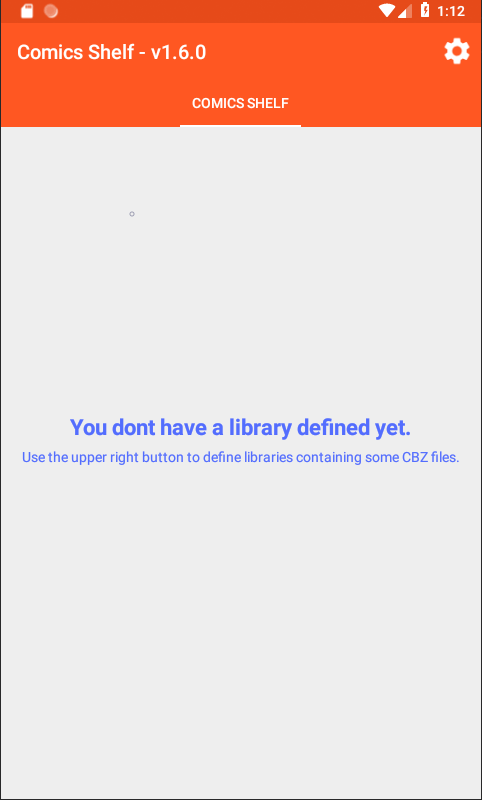 1:12
Comics Shelf - v1.6.0
COMICS SHELF
You dont have a library defined yet.
Use the upper right button to define libraries containing some CBZ files.